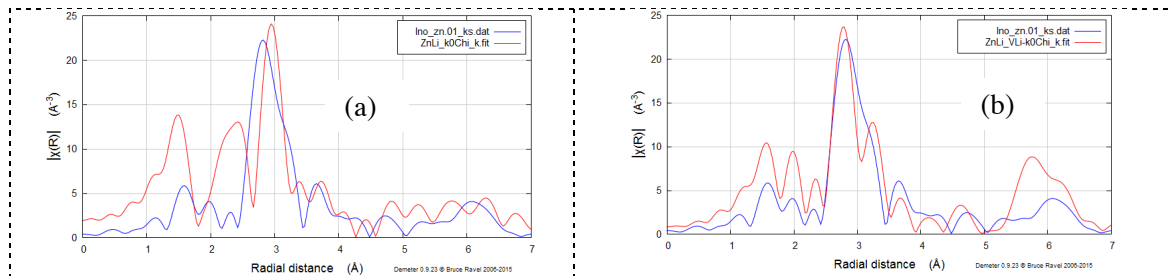 25
20
15
10
5
0
|χ(R)| (A⁻³)
lno_zn.01_ks.dat
ZnLi_k0Chi_k.fit
(a)
0 1 2 3 4 5 6 7
Radial distance (Å)
Demeter 0.9.23 © Bruce Ravel 2006-2015
25
20
15
10
5
0
|χ(R)| (A⁻³)
lno_zn.01_ks.dat
ZnLi_VLi-k0Chi_k.fit
(b)
0 1 2 3 4 5 6 7
Radial distance (Å)
Demeter 0.9.23 © Bruce Ravel 2006-2015